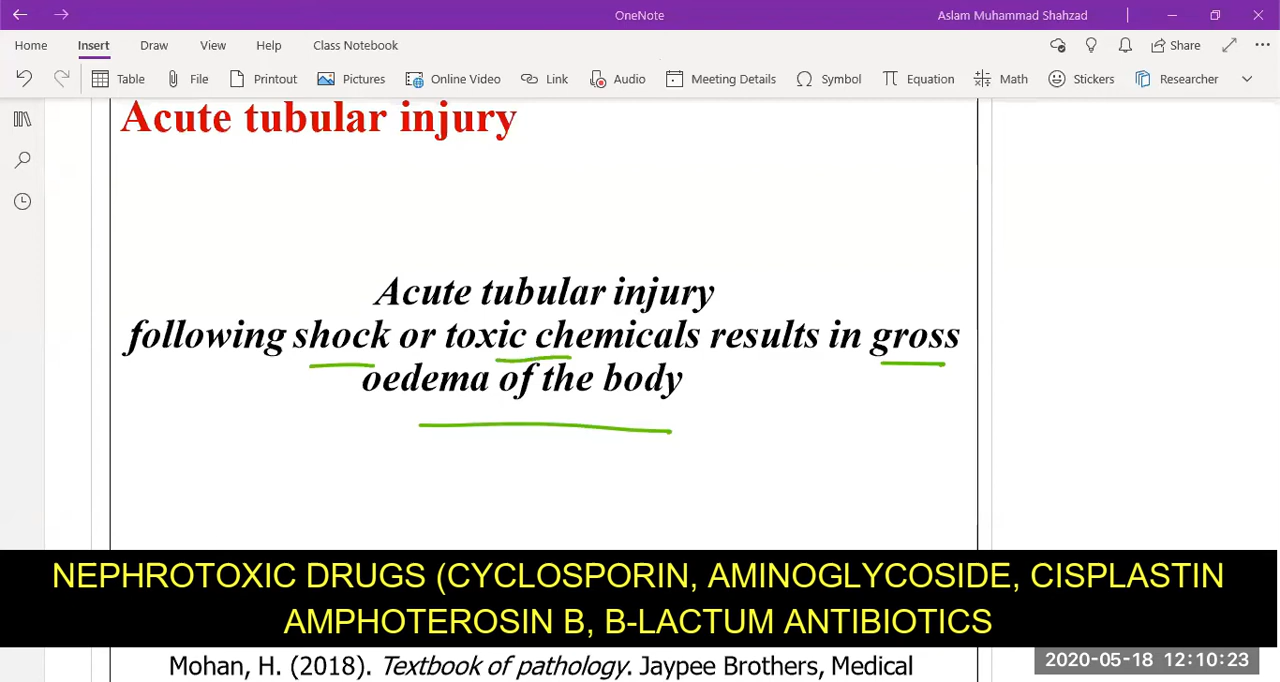 OneNote
Aslam Muhammad Shahzad
Home Insert Draw View Help Class Notebook
Share
Table File Printout Pictures Online Video Link Audio Meeting Details Symbol Equation Math Stickers Researcher
Acute tubular injury
Acute tubular injury
following shock or toxic chemicals results in gross
oedema of the body
NEPHROTOXIC DRUGS (CYCLOSPORIN, AMINOGLYCOSIDE, CISPLASTIN
AMPHOTEROSIN B, B-LACTUM ANTIBIOTICS
Mohan, H. (2018). Textbook of pathology. Jaypee Brothers, Medical
2020-05-18 12:10:23